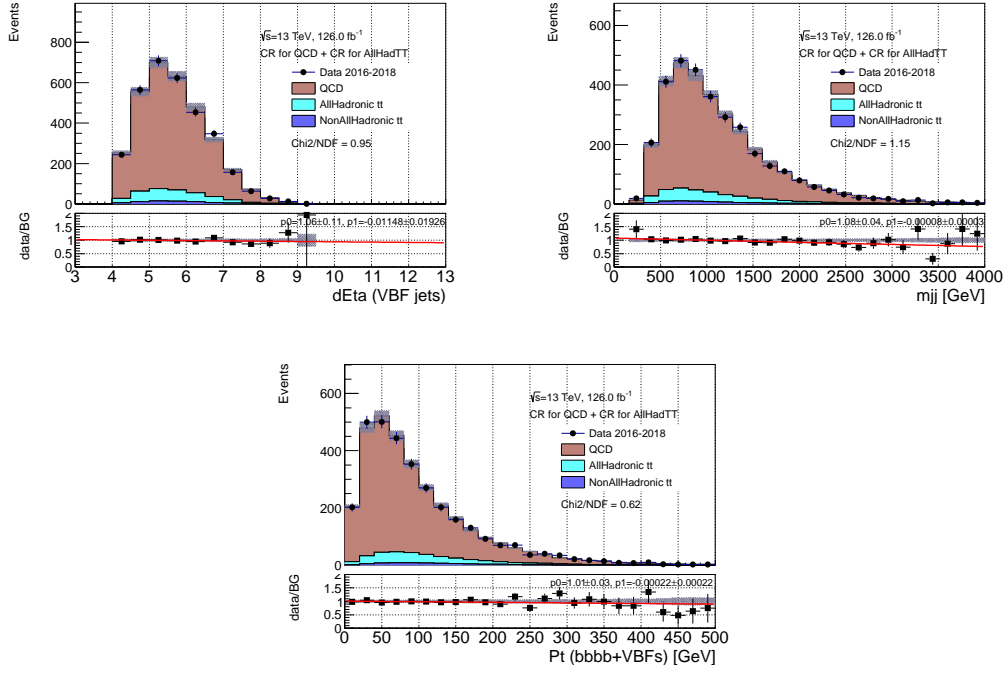 Events
800
600
400
200
0
√s=13 TeV, 126.0 fb⁻¹
CR for QCD + CR for AllHadTT
Data 2016-2018
QCD
AllHadronic tt
NonAllHadronic tt
Chi2/NDF = 0.95
data/BG
2
1.5
1
0.5
0
p0=1.06±0.11, p1=-0.01148±0.01926
3 4 5 6 7 8 9 10 11 12 13
dEta (VBF jets)
Events
600
400
200
0
√s=13 TeV, 126.0 fb⁻¹
CR for QCD + CR for AllHadTT
Data 2016-2018
QCD
AllHadronic tt
NonAllHadronic tt
Chi2/NDF = 1.15
data/BG
2
1.5
1
0.5
0
p0=1.08±0.04, p1=-0.00008±0.00003
0 500 1000 1500 2000 2500 3000 3500 4000
mjj [GeV]
Events
600
400
200
0
√s=13 TeV, 126.0 fb⁻¹
CR for QCD + CR for AllHadTT
Data 2016-2018
QCD
AllHadronic tt
NonAllHadronic tt
Chi2/NDF = 0.62
data/BG
2
1.5
1.0
0.5
0
p0=1.01±0.03, p1=-0.00022±0.00022
0 50 100 150 200 250 300 350 400 450 500
Pt (bbbb+VBFs) [GeV]